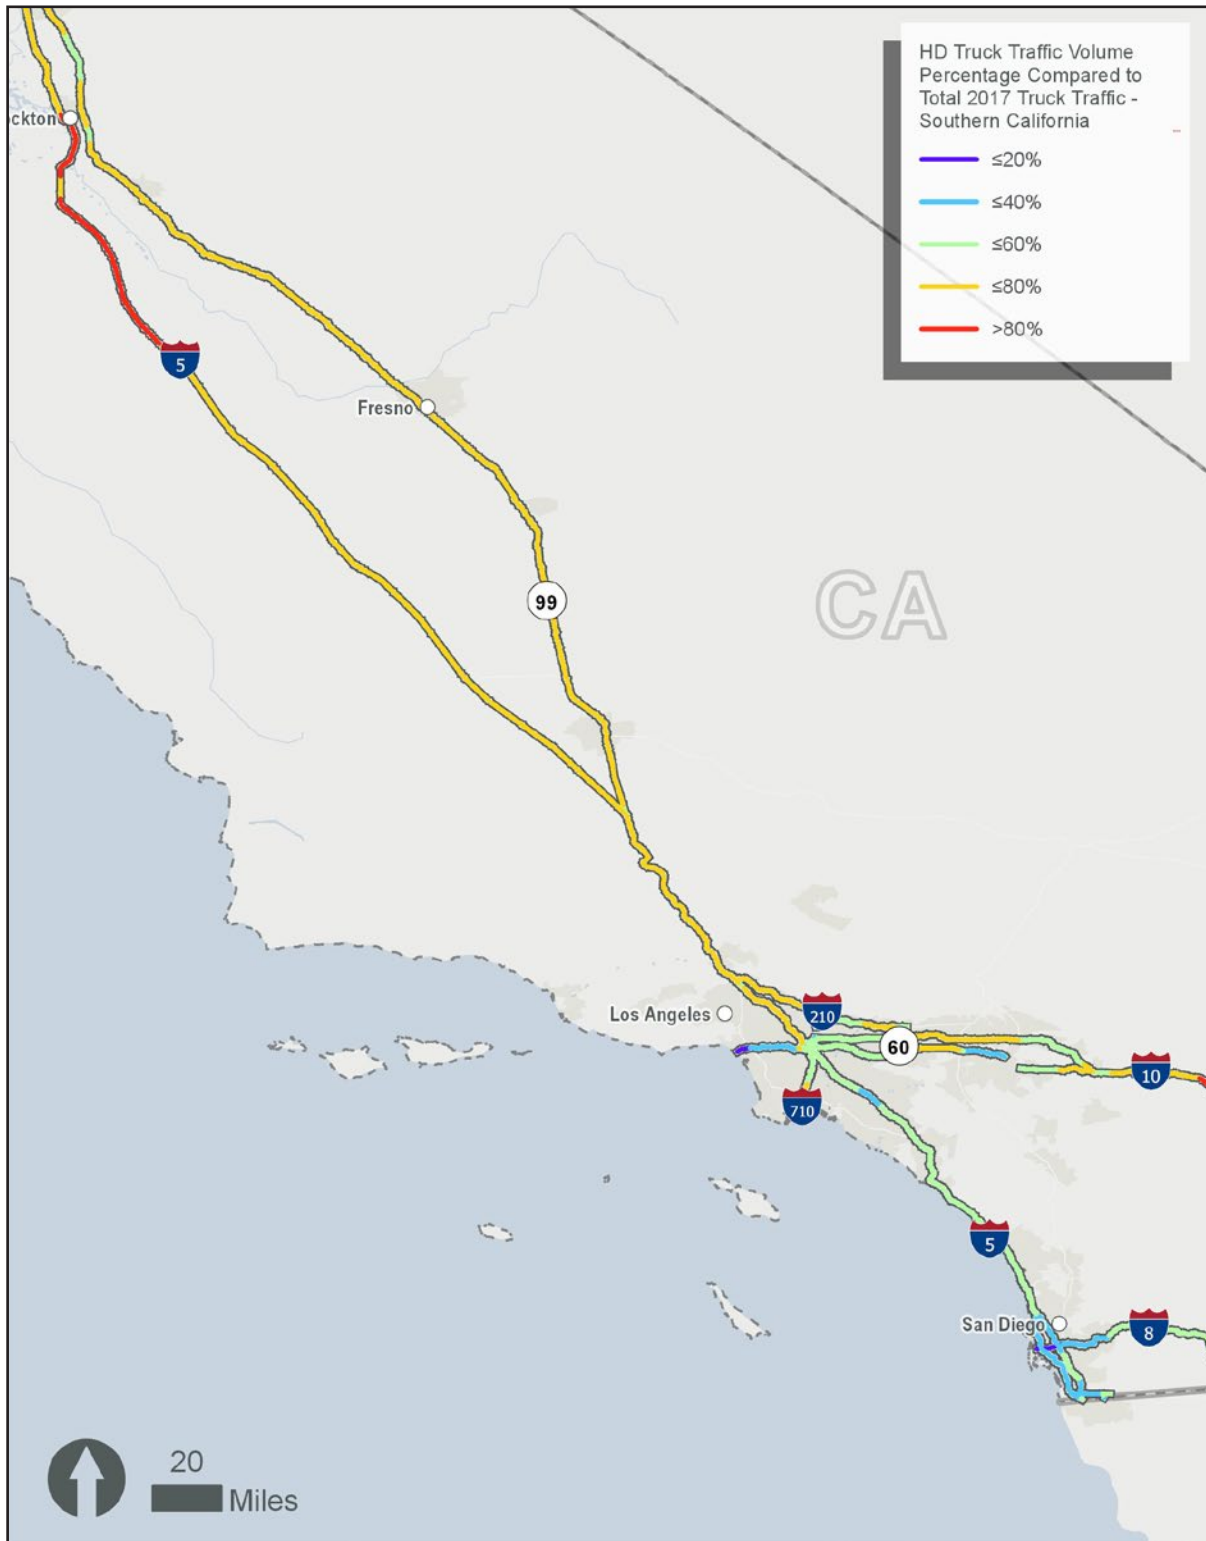 HD Truck Traffic Volume
Percentage Compared to
Total 2017 Truck Traffic -
Southern California
≤20%
≤40%
≤60%
≤80%
>80%
ockton
5
Fresno
99
CA
Los Angeles
210
60
10
710
5
San Diego
8
20
Miles